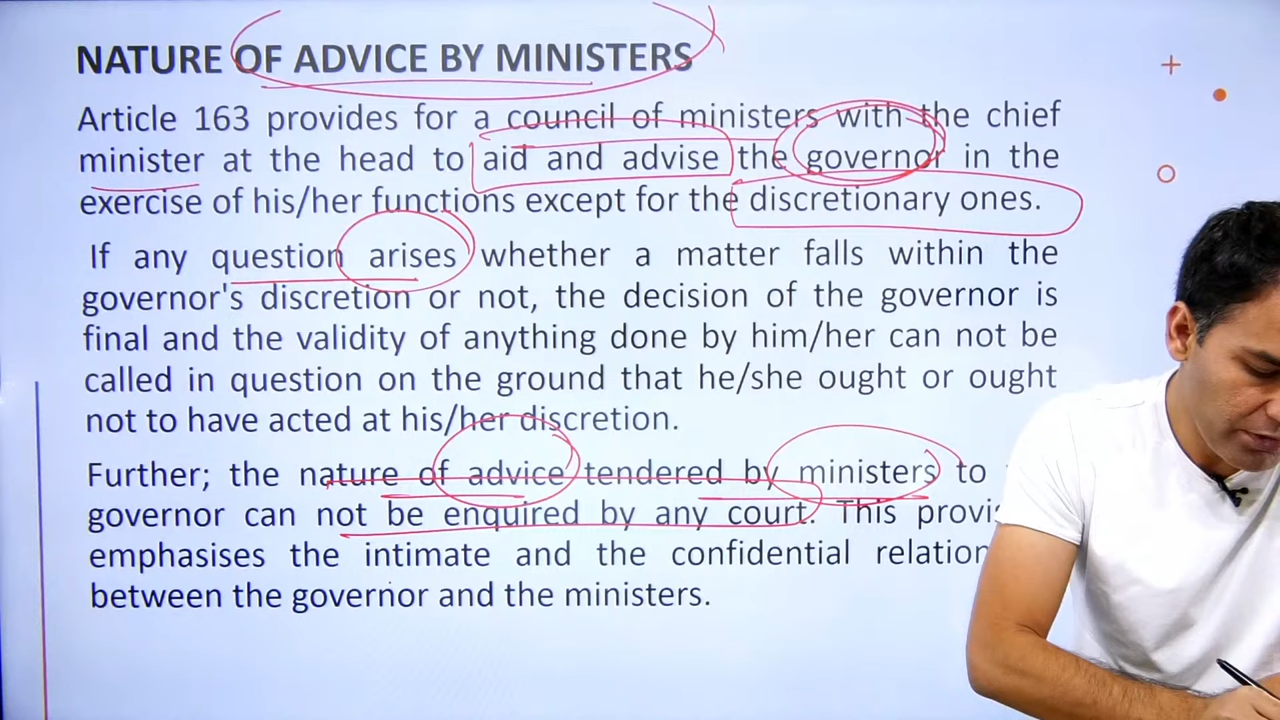 NATURE OF ADVICE BY MINISTERS
Article 163 provides for a council of ministers with the chief
minister at the head to aid and advise the governor in the
exercise of his/her functions except for the discretionary ones.
If any question arises whether a matter falls within the
governor's discretion or not, the decision of the governor is
final and the validity of anything done by him/her can not be
called in question on the ground that he/she ought or ought
not to have acted at his/her discretion.
Further; the nature of advice tendered by ministers to
governor can not be enquired by any court. This
emphasises the intimate and the confidential
between the governor and the ministers.